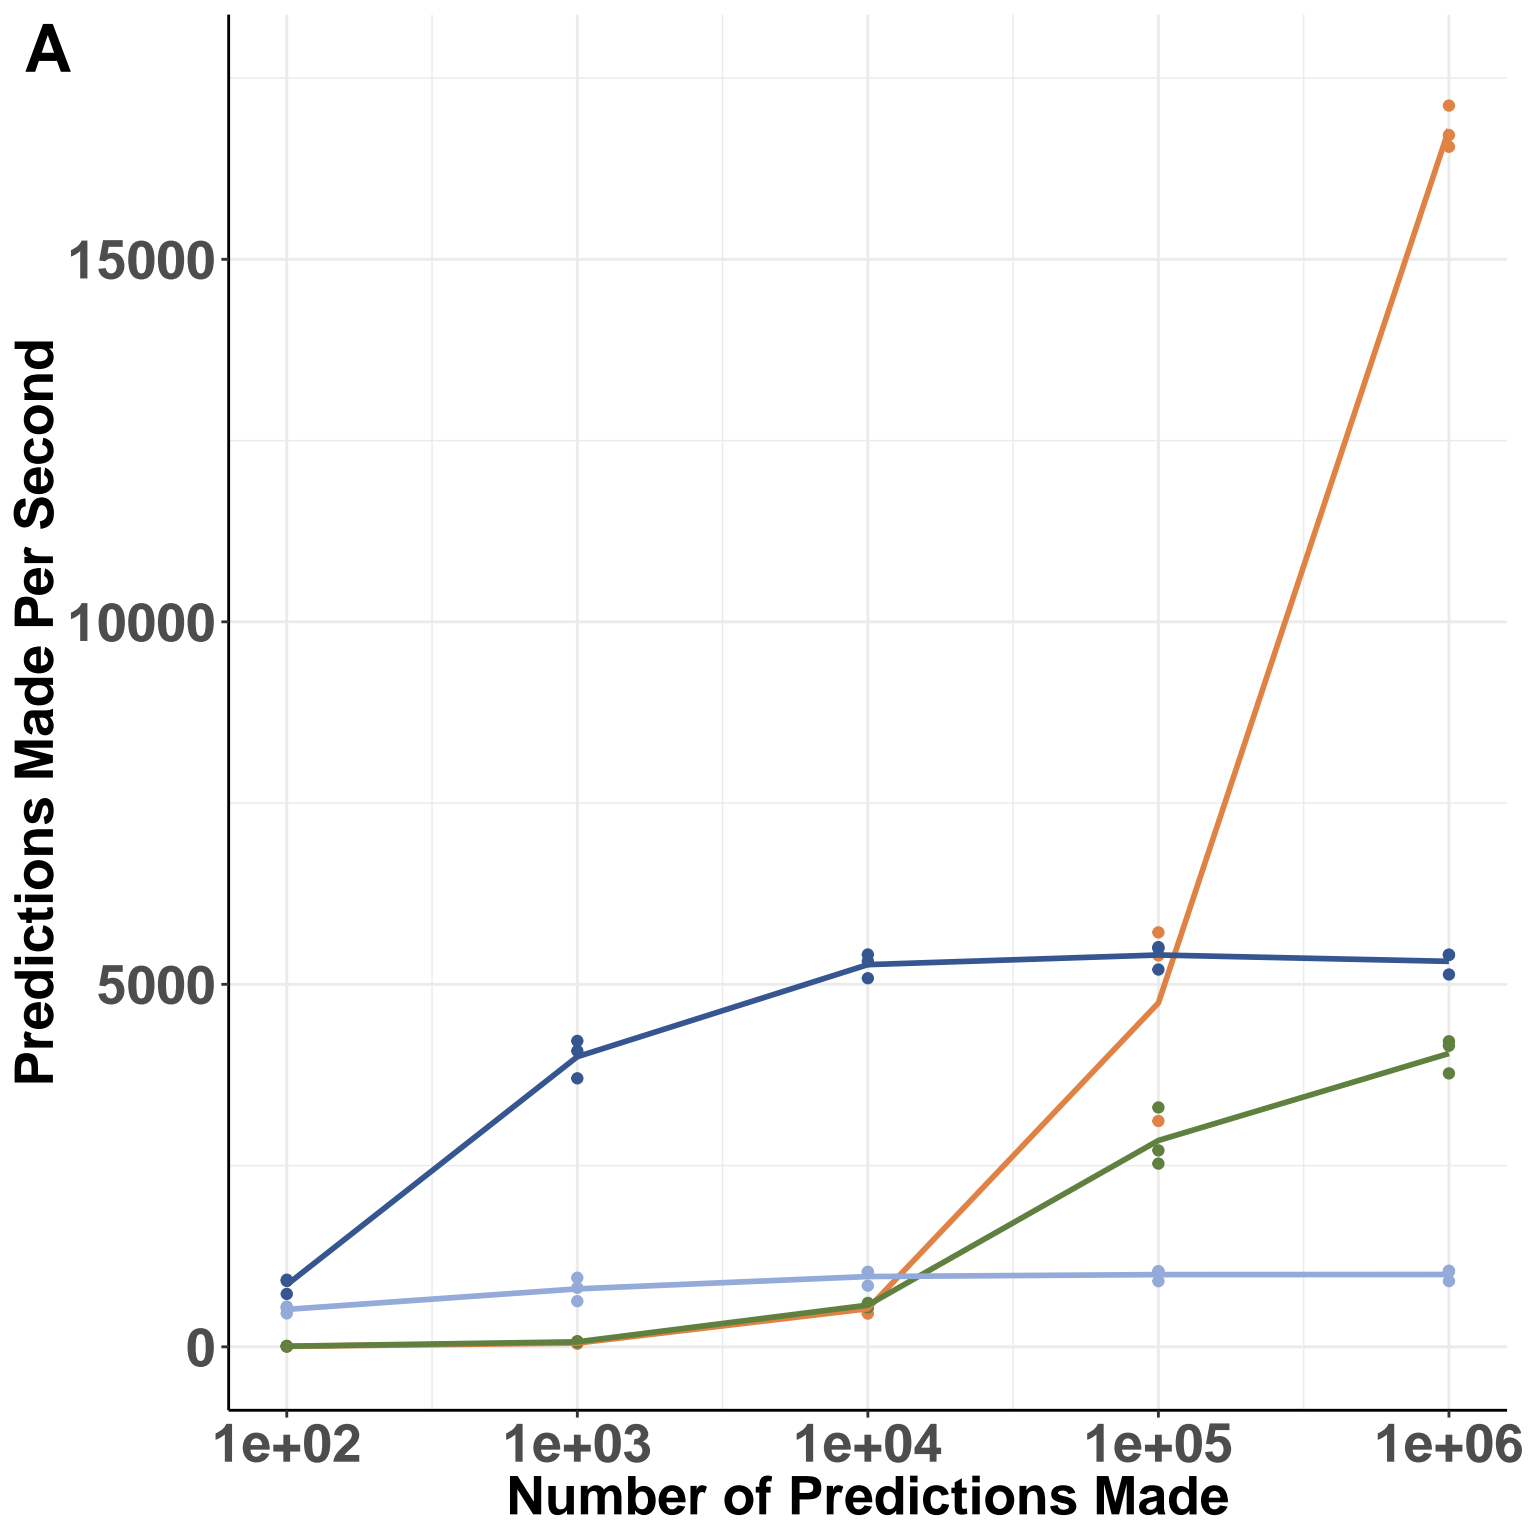 A
Predictions Made Per Second
15000
10000
5000
0
1e+02 1e+03 1e+04 1e+05 1e+06
Number of Predictions Made